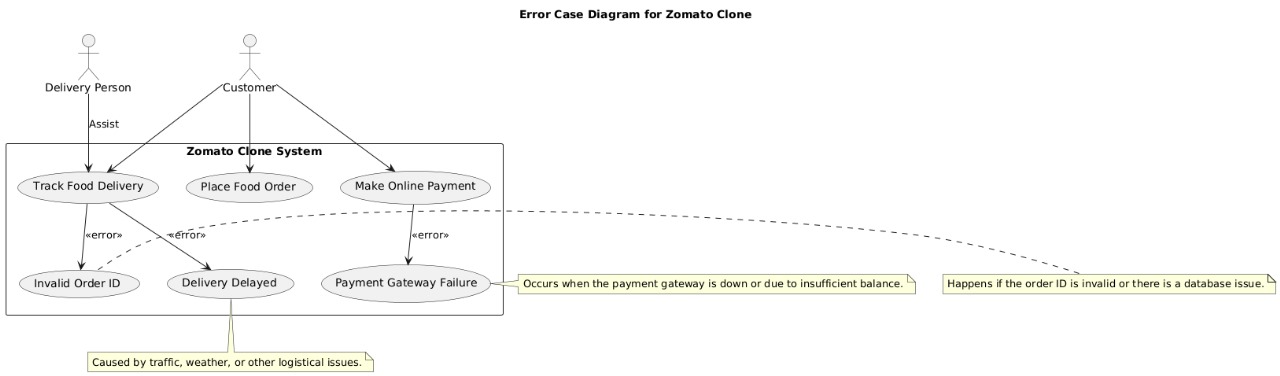 Error Case Diagram for Zomato Clone
Delivery Person
Customer
Assist
Zomato Clone System
Track Food Delivery
Place Food Order
Make Online Payment
«error»
«error»
«error»
Invalid Order ID
Delivery Delayed
Payment Gateway Failure
Occurs when the payment gateway is down or due to insufficient balance.
Happens if the order ID is invalid or there is a database issue.
Caused by traffic, weather, or other logistical issues.